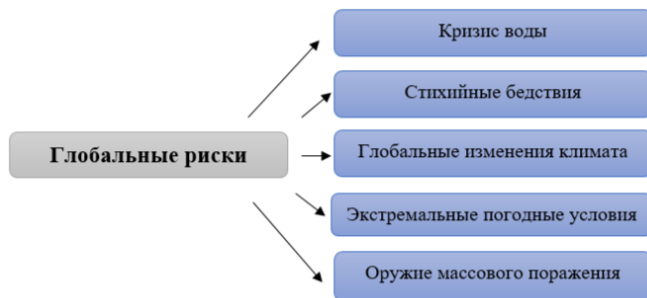 Кризис воды
Стихийные бедствия
Глобальные риски
Глобальные изменения климата
Экстремальные погодные условия
Оружие массового поражения